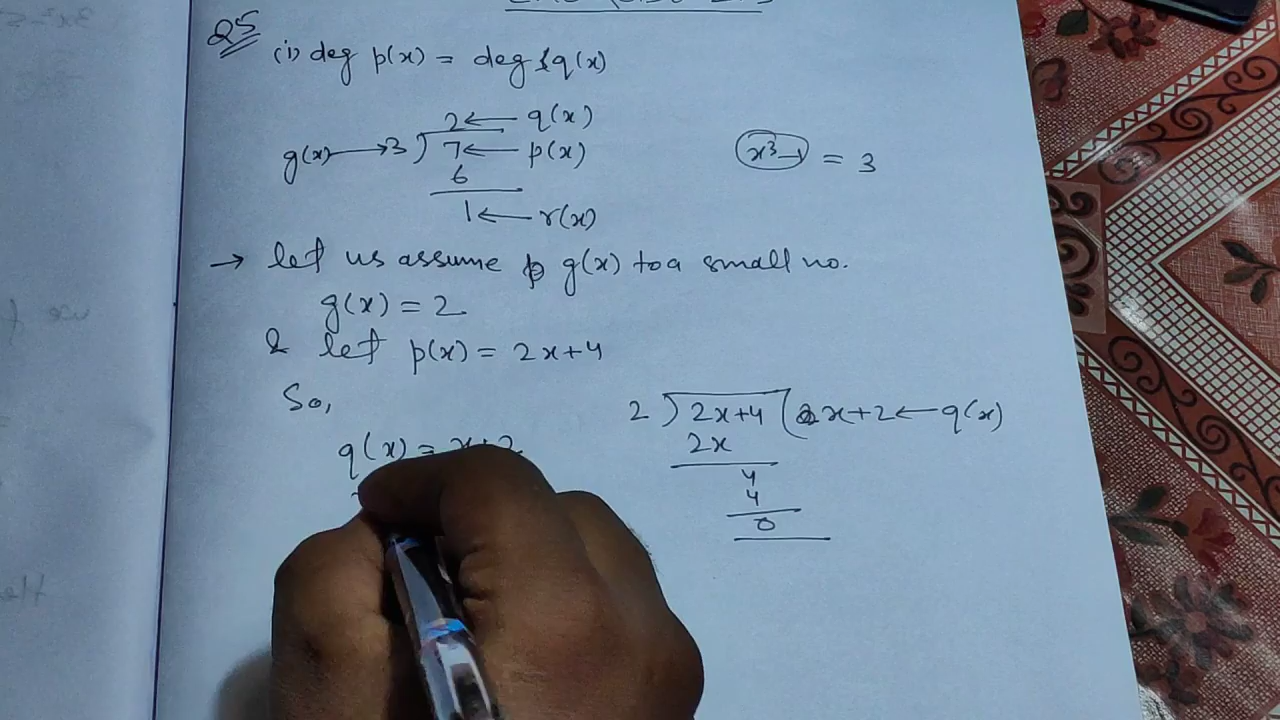 Q5
(i) deg p(x) = deg q(x)
2 ← q(x)
g(x) → 3 ) 7 ← p(x)
6
1 ← r(x)
x³-1 = 3
→ let us assume g(x) to a small no.
g(x) = 2
& let p(x) = 2x+4
So,
q(x) = x+2
2 ) 2x+4 ( x+2 ← q(x)
2x
4
4
0